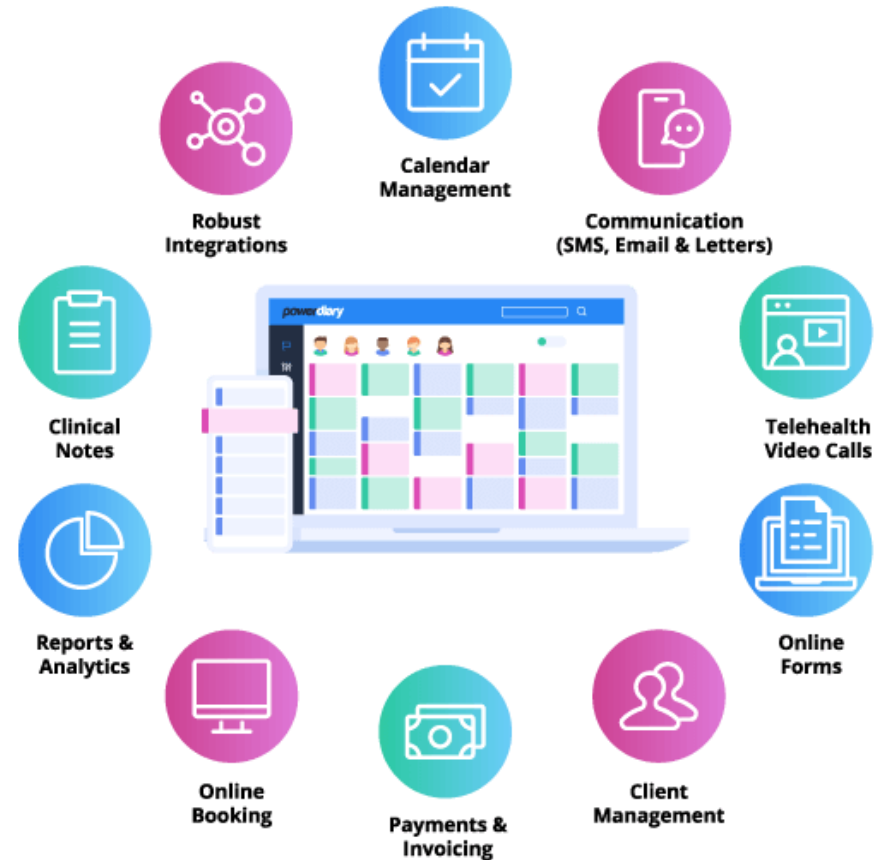 Calendar
Management
Robust
Integrations
Communication
(SMS, Email & Letters)
powerdiary
Clinical
Notes
Telehealth
Video Calls
Reports &
Analytics
Online
Forms
Online
Booking
Client
Management
Payments &
Invoicing